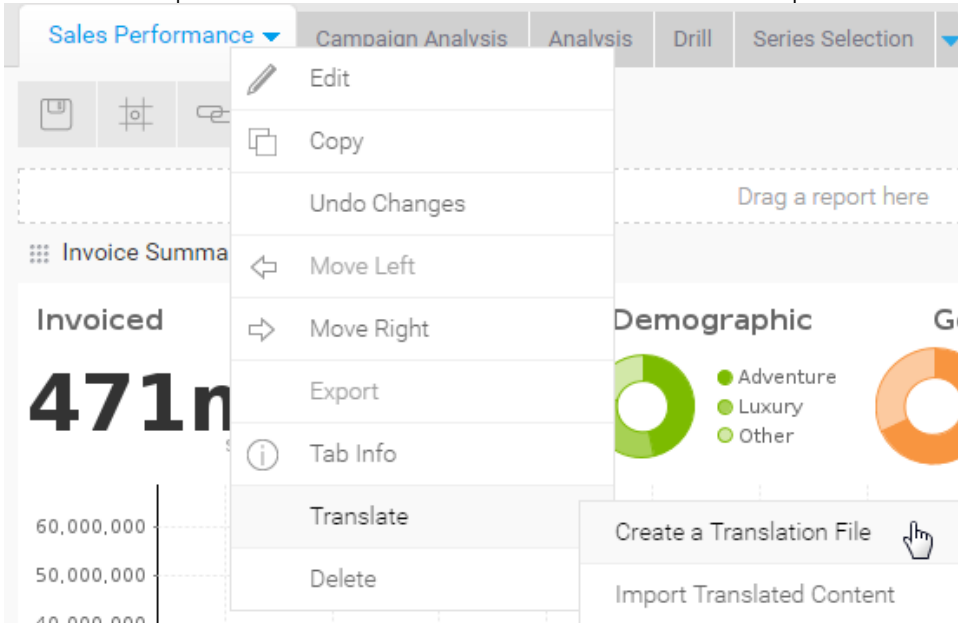 Sales Performance Campaign Analysis Analysis Drill Series Selection
Edit
Copy
Undo Changes
Drag a report here
Invoice Summa
Move Left
Invoiced
Move Right
Demographic
471
Export
Adventure
Luxury
Other
Tab Info
Translate
60,000,000
Create a Translation File
50,000,000
Delete
Import Translated Content